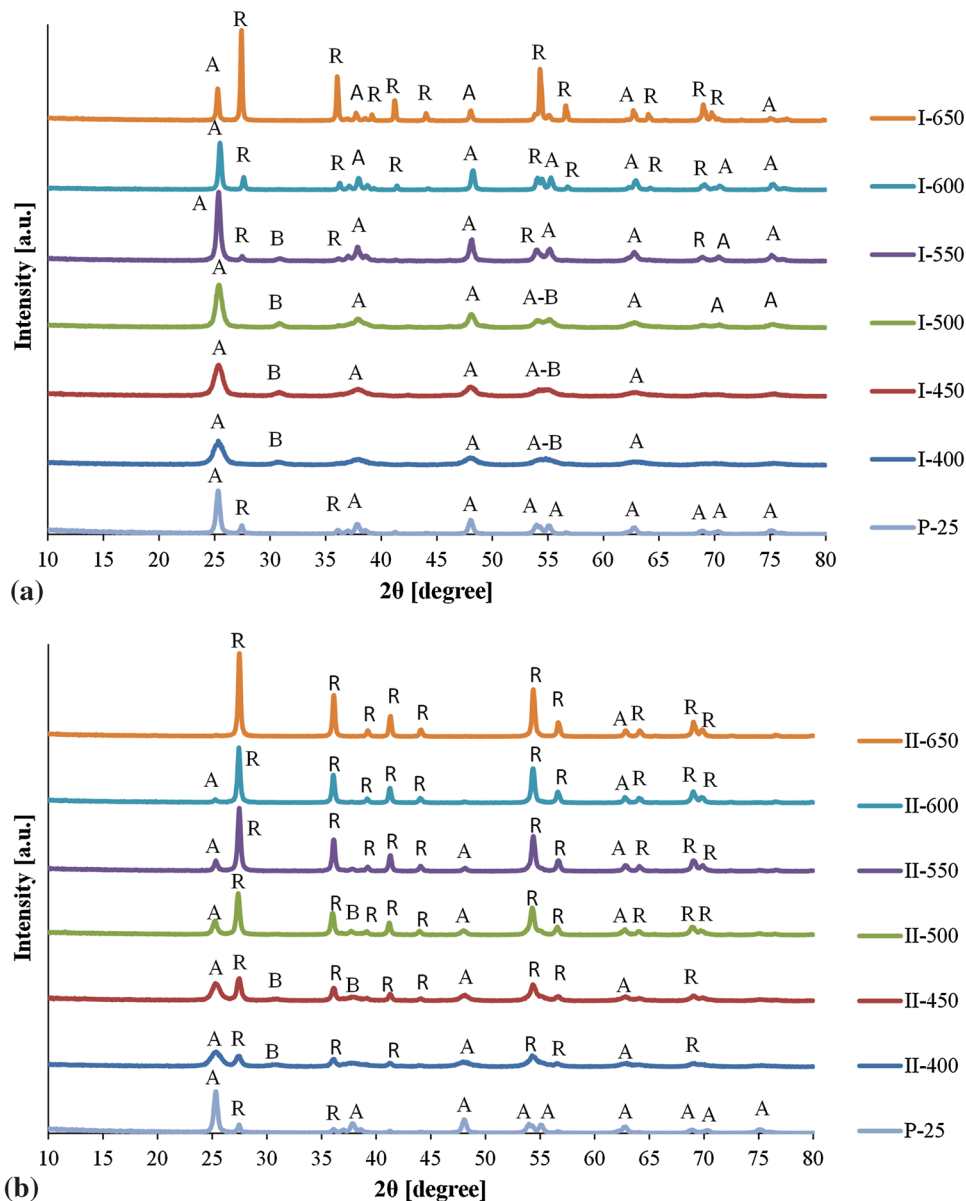 R
A R R R R R A R R A R R R R A
I-650
A R R A R A R A R A R R A A
I-600
A R B R A A R A A R A A
I-550
A B A A A-B A A A
I-500
A B A A A-B A
I-450
A B A A-B A
I-400
A R R A A A A A A A A
P-25
Intensity [a.u.]
10 15 20 25 30 35 40 45 50 55 60 65 70 75 80
2θ [degree]
(a)
R R R R R R R A R R R
II-650
A R R R R R R R A R R R
II-600
A R R R R R A R R A R R R
II-550
A R R B R R R A R R A R R R
II-500
A R B R B R R A R R A R
II-450
A R B R R A R R A R
II-400
A R R A A A A A A A A
P-25
Intensity [a.u.]
10 15 20 25 30 35 40 45 50 55 60 65 70 75 80
2θ [degree]
(b)